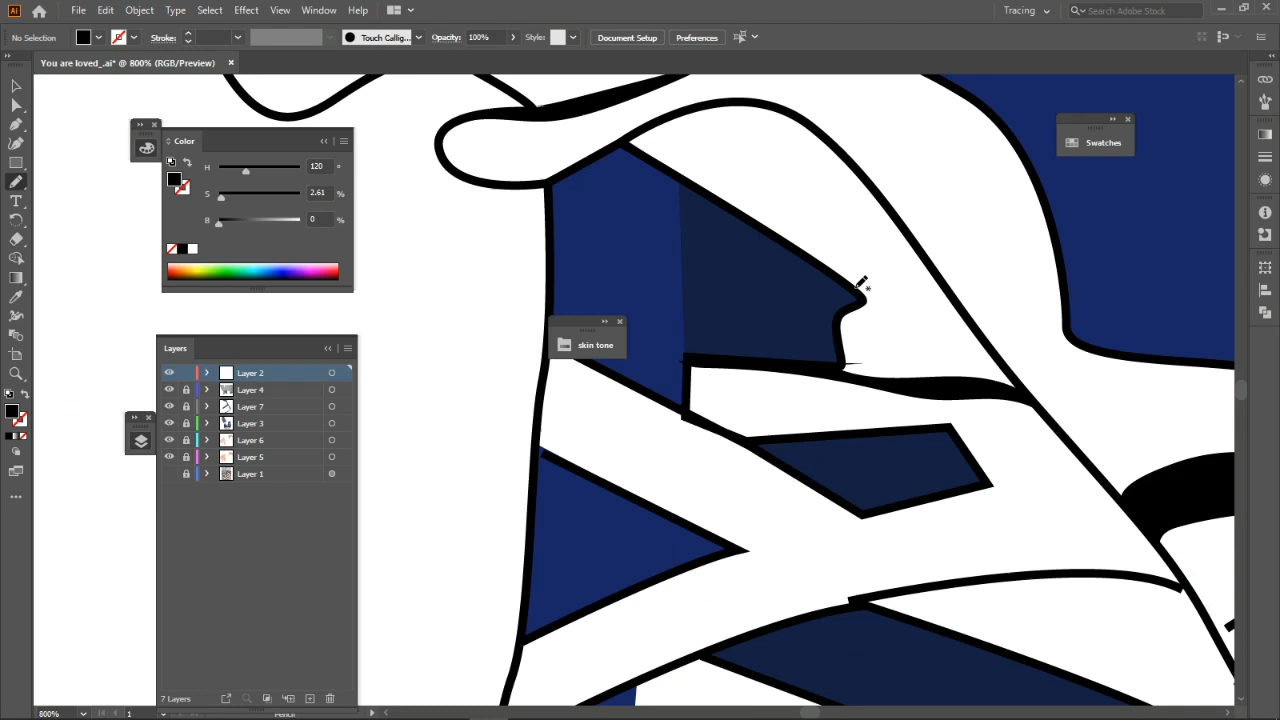 Ai File Edit Object Type Select Effect View Window Help Tracing Search Adobe Stock
No Selection Stroke: Touch Callig... Opacity: 100% Style: Document Setup Preferences
You are loved_.ai* @ 800% (RGB/Preview)
Color
H 120 °
S 2.61 %
B 0 %
Swatches
skin tone
Layers
Layer 2
Layer 4
Layer 7
Layer 3
Layer 6
Layer 5
Layer 1
7 Layers
800% 1 Pencil